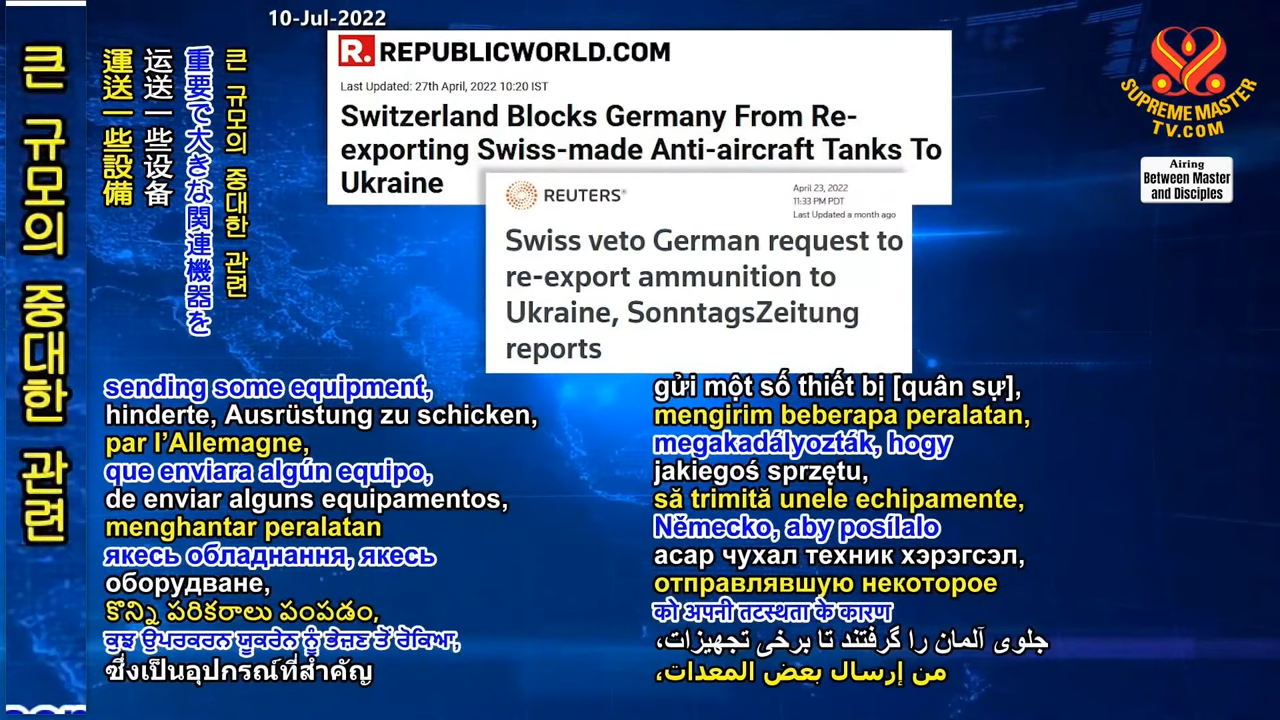 10-Jul-2022
R. REPUBLICWORLD.COM
Last Updated: 27th April, 2022 10:20 IST
Switzerland Blocks Germany From Re-
exporting Swiss-made Anti-aircraft Tanks To
Ukraine
REUTERS®
April 23, 2022
11:33 PM PDT
Last Updated a month ago
Swiss veto German request to
re-export ammunition to
Ukraine, SonntagsZeitung
reports
SUPREME MASTER
TV.COM
Airing
Between Master
and Disciples
큰 규모의 중대한 관련
運送一些設備
运送一些设备
重要で大きな関連機器を
큰 규모의 중대한 관련
sending some equipment,
hinderte, Ausrüstung zu schicken,
par l’Allemagne,
que enviara algún equipo,
de enviar alguns equipamentos,
menghantar peralatan
якесь обладнання, якесь
оборудване,
కొన్ని పరికరాలు పంపడం,
ਕੁਝ ਉਪਰਕਰਨ ਯੂਕਰੇਨ ਨੂੰ ਭੇਜਣ ਤੋਂ ਰੋਕਿਆ,
ซึ่งเป็นอุปกรณ์ที่สำคัญ
gửi một số thiết bị [quân sự],
mengirim beberapa peralatan,
megakadályozták, hogy
jakiegoś sprzętu,
să trimită unele echipamente,
Německo, aby posílalo
асар чухал техник хэрэгсэл,
отправлявшую некоторое
को अपनी तटस्थता के कारण
جلوی آلمان را گرفتند تا برخی تجهیزات،
من إرسال بعض المعدات،